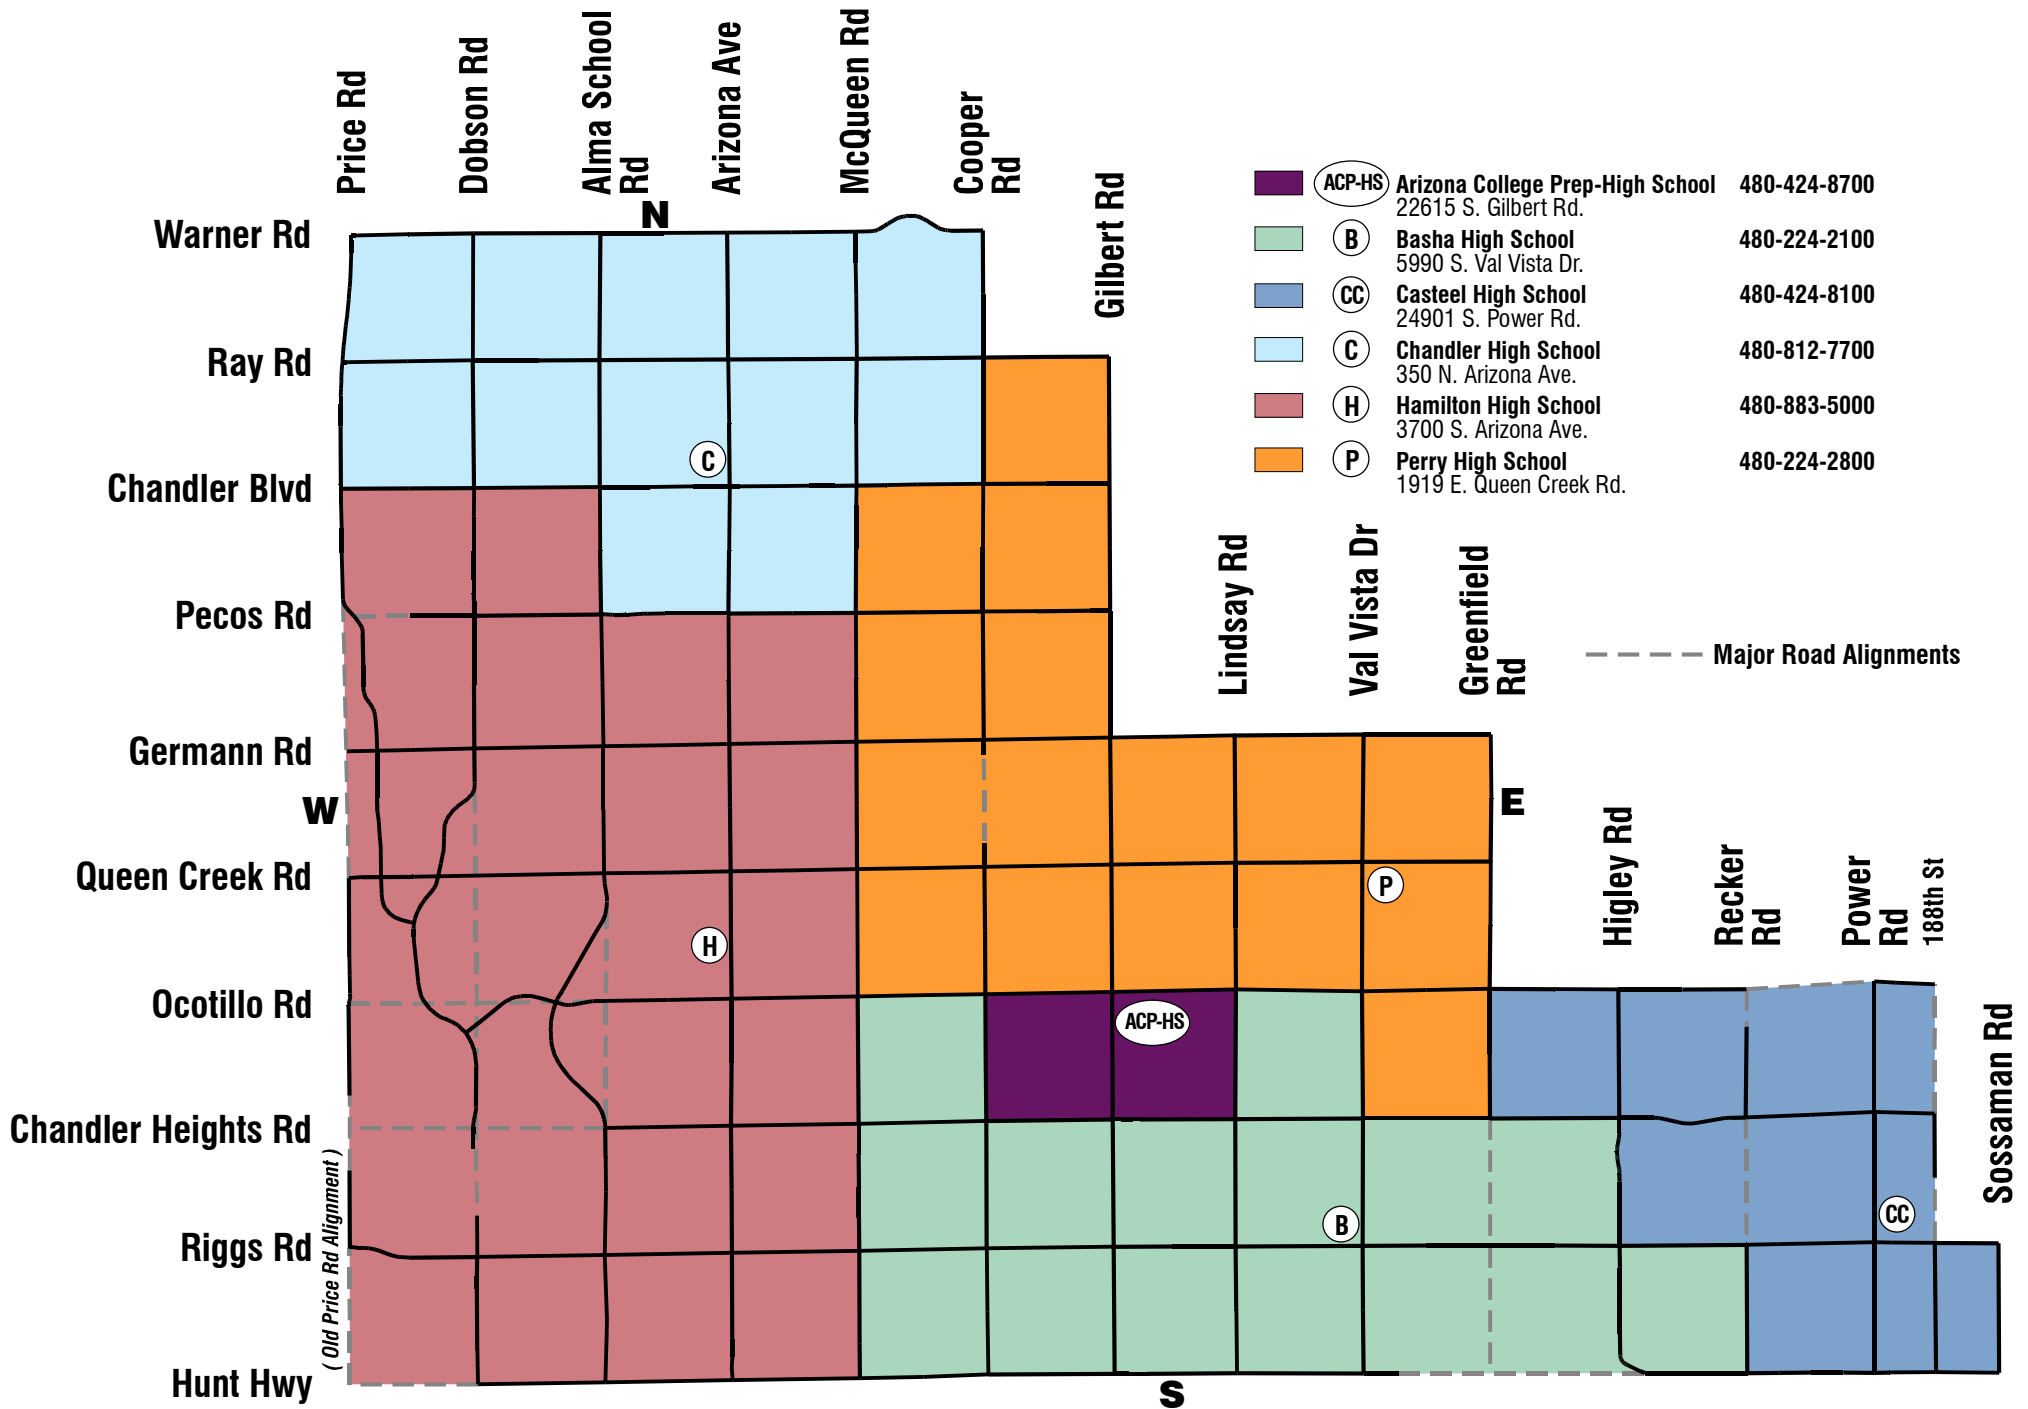 Price Rd
Dobson Rd
Alma School
Rd
Arizona Ave
McQueen Rd
Cooper
Rd
Gilbert Rd
N
Warner Rd
Ray Rd
Chandler Blvd
Pecos Rd
Germann Rd
W
Queen Creek Rd
Ocotillo Rd
Chandler Heights Rd
Riggs Rd
Hunt Hwy
( Old Price Rd Alignment )
ACP-HS Arizona College Prep-High School 480-424-8700
22615 S. Gilbert Rd.
B Basha High School 480-224-2100
5990 S. Val Vista Dr.
CC Casteel High School 480-424-8100
24901 S. Power Rd.
C Chandler High School 480-812-7700
350 N. Arizona Ave.
H Hamilton High School 480-883-5000
3700 S. Arizona Ave.
P Perry High School 480-224-2800
1919 E. Queen Creek Rd.
Lindsay Rd
Val Vista Dr
Greenfield
Rd
Major Road Alignments
E
Higley Rd
Recker
Rd
Power
Rd
188th St
Sossaman Rd
C
P
H
ACP-HS
B
CC
S